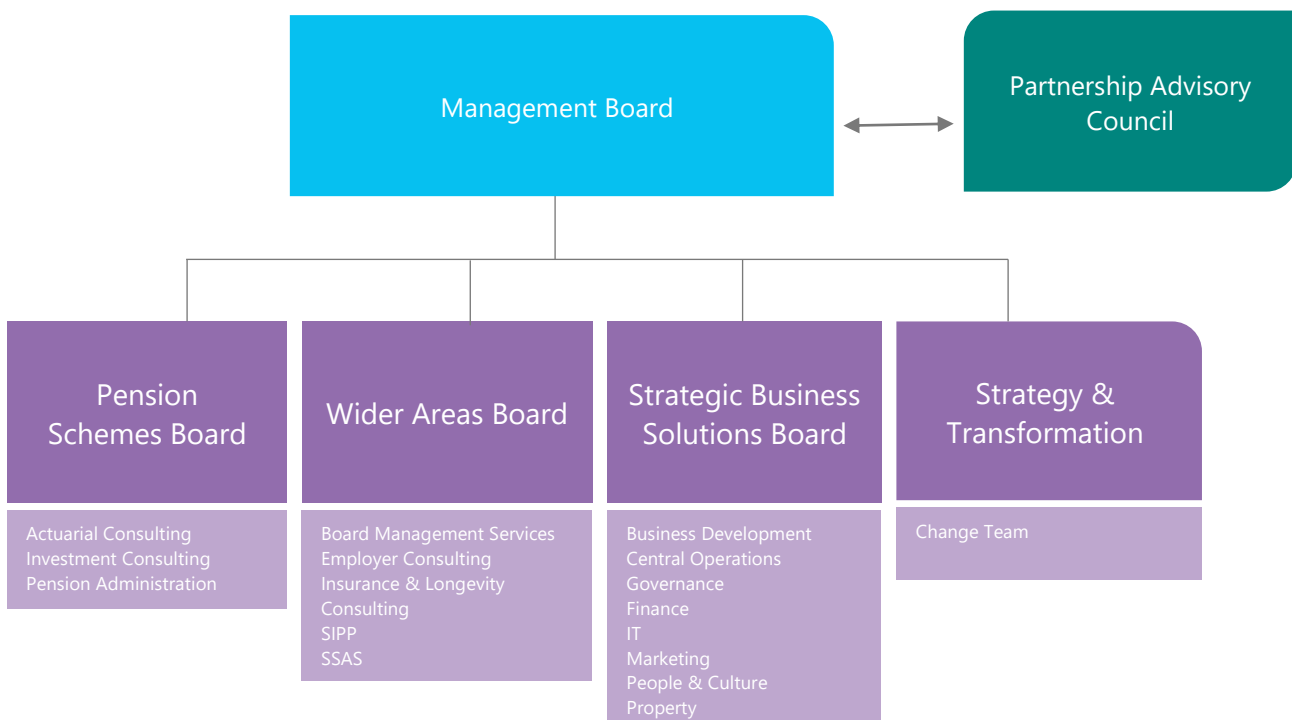 Management Board
Partnership Advisory
Council
Pension
Schemes Board
Wider Areas Board
Strategic Business
Solutions Board
Strategy &
Transformation
Actuarial Consulting
Investment Consulting
Pension Administration
Board Management Services
Employer Consulting
Insurance & Longevity
Consulting
SIPP
SSAS
Business Development
Central Operations
Governance
Finance
IT
Marketing
People & Culture
Property
Change Team